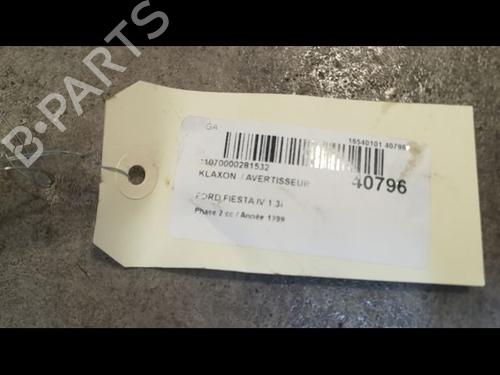 B-PARTS
GA
16540101 40796
11070000281532
KLAXON / AVERTISSEUR
40796
FORD FIESTA IV 1.3i
Phase 2 cc / Année 1999